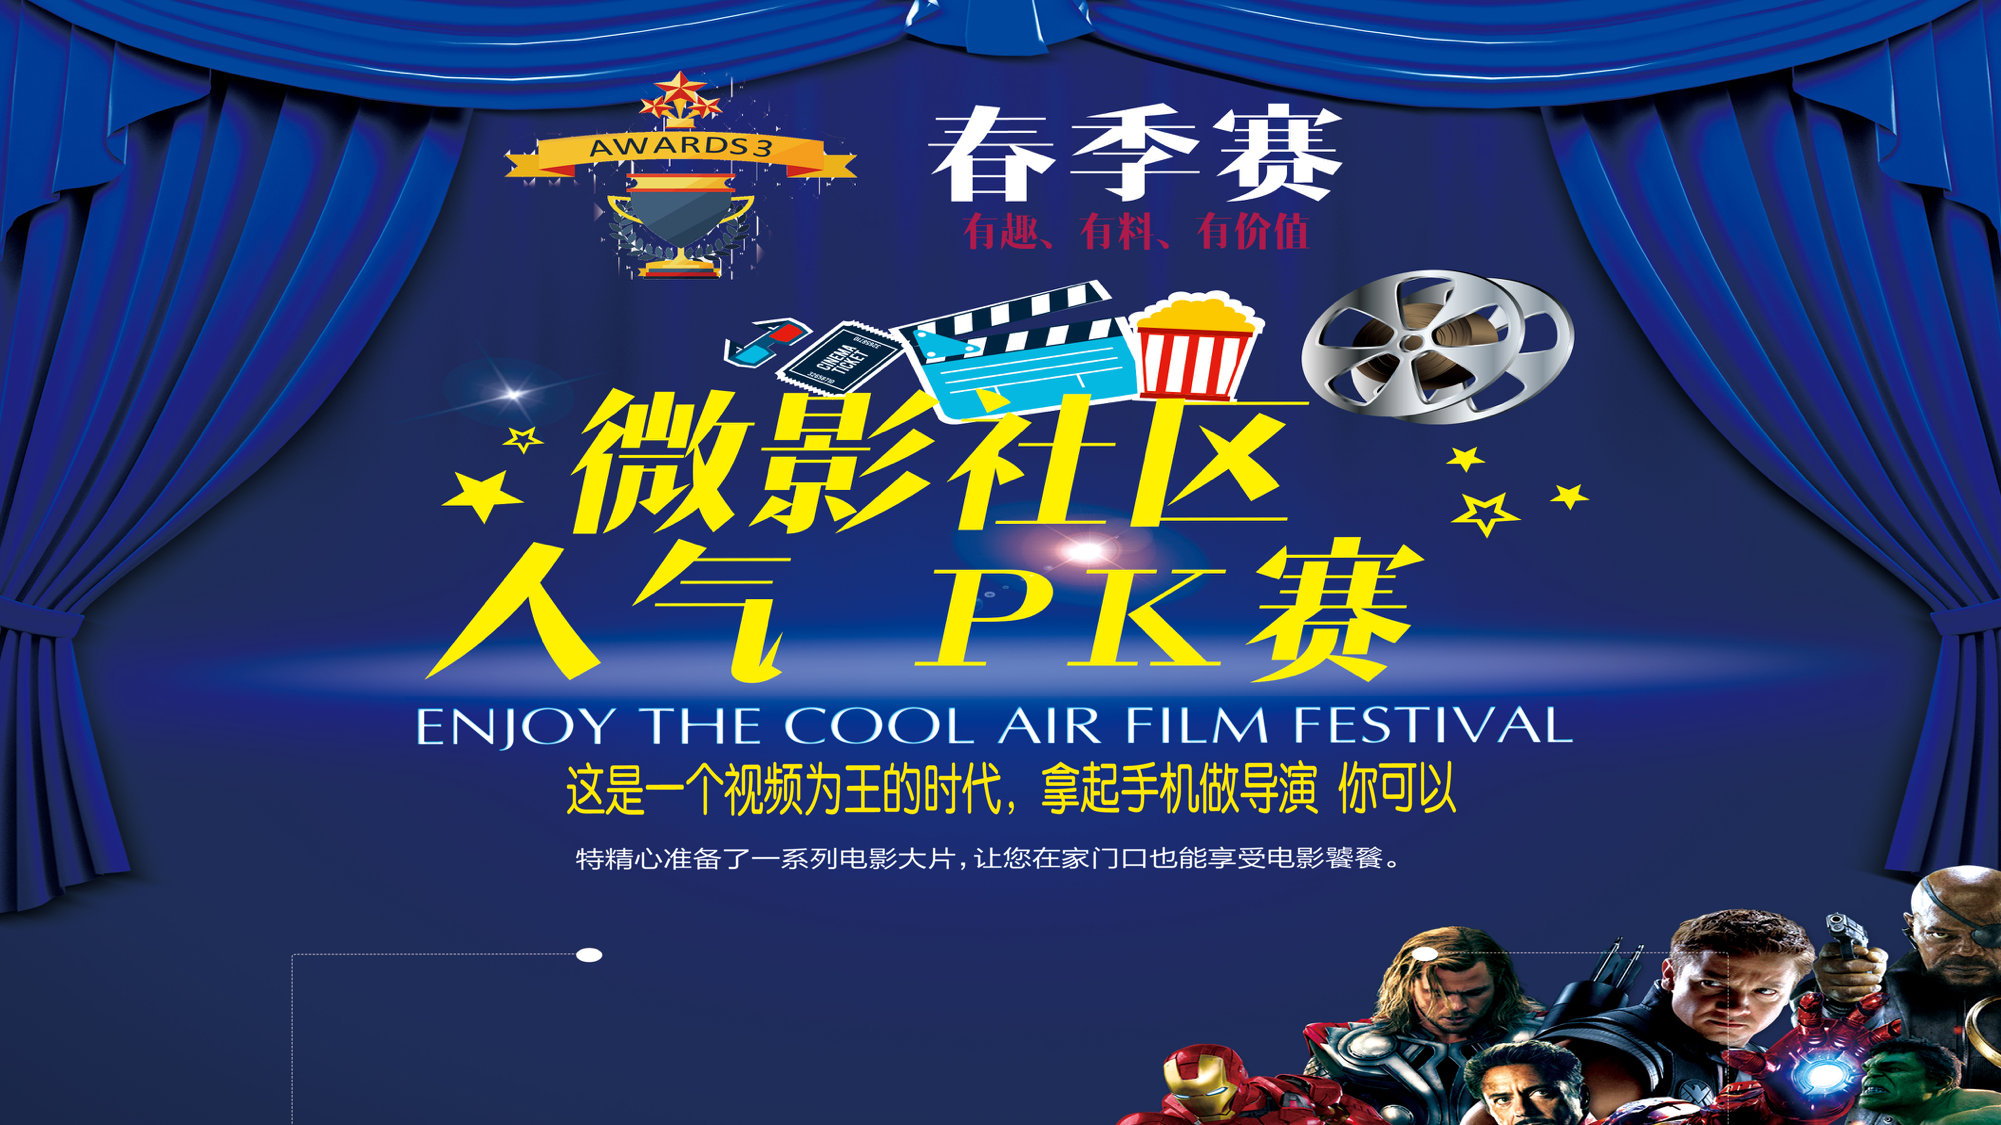 AWARDS3
春季赛
有趣、有料、有价值
CINEMA
TICKET
微影社区
人气 PK赛
ENJOY THE COOL AIR FILM FESTIVAL
这是一个视频为王的时代，拿起手机做导演 你可以
特精心准备了一系列电影大片，让您在家门口也能享受电影饕餮。